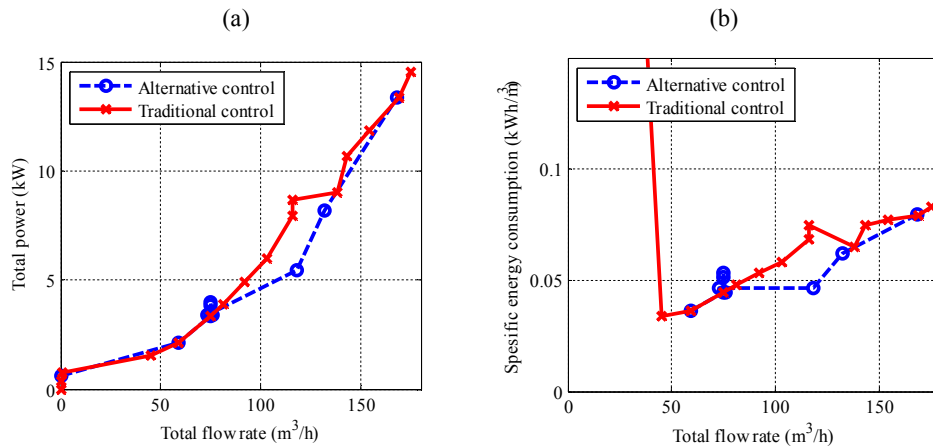 (a)
(b)
15
10
5
0
0
50
100
150
Total power (kW)
Total flow rate (m³/h)
Alternative control
Traditional control
0.1
0.05
0
0
50
100
150
Spesific energy consumption (kWh/m³)
Total flow rate (m³/h)
Alternative control
Traditional control